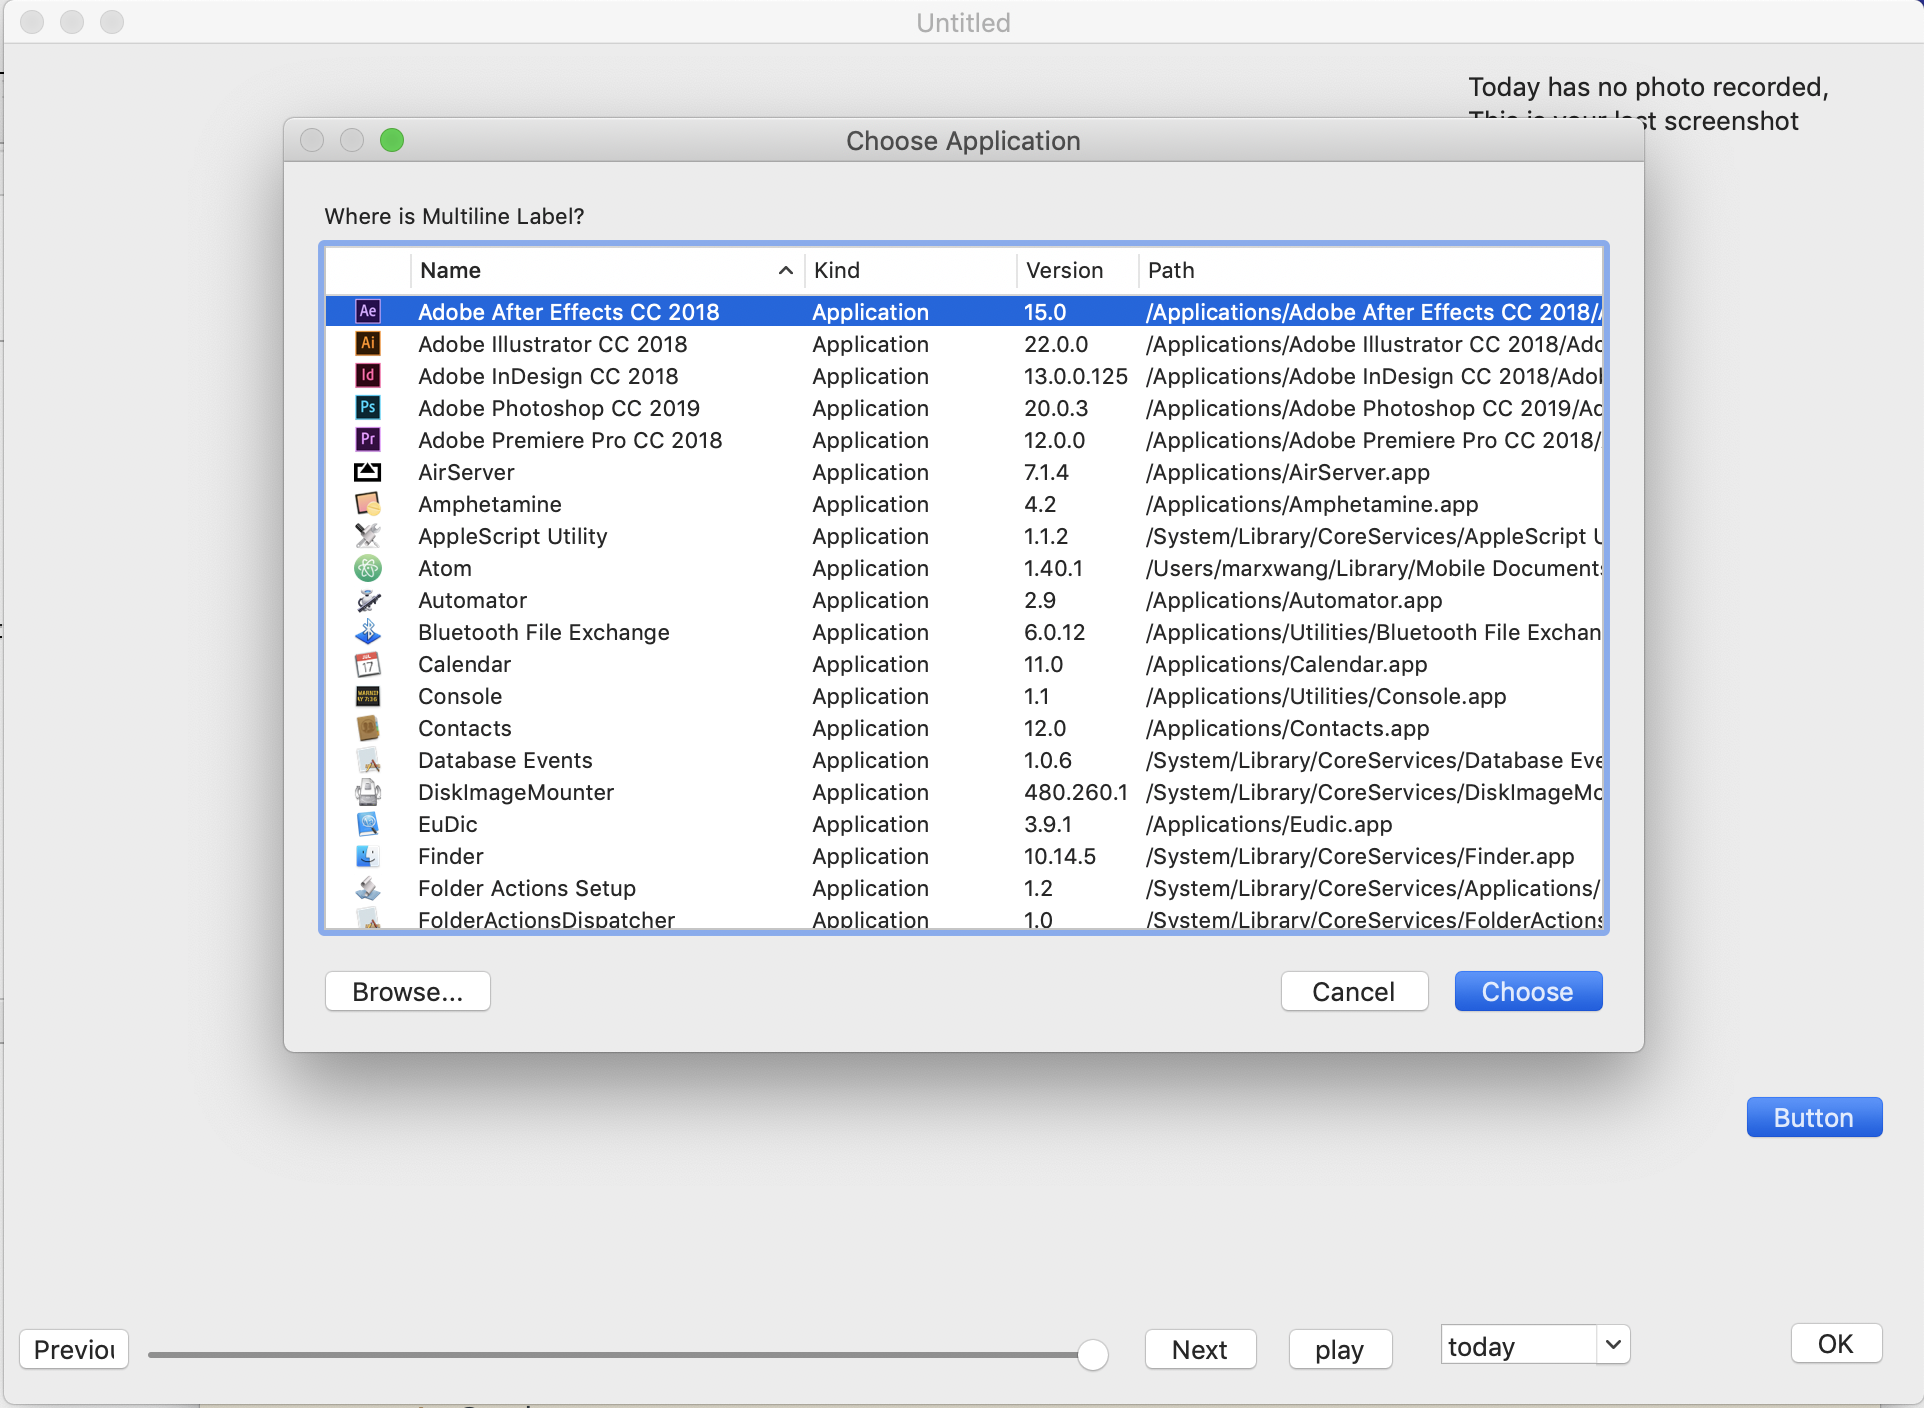 Untitled
Today has no photo recorded,
This is your last screenshot
Choose Application
Where is Multiline Label?
Name Kind Version Path
Ae Adobe After Effects CC 2018 Application 15.0 /Applications/Adobe After Effects CC 2018/
Ai Adobe Illustrator CC 2018 Application 22.0.0 /Applications/Adobe Illustrator CC 2018/Ado
Id Adobe InDesign CC 2018 Application 13.0.0.125 /Applications/Adobe InDesign CC 2018/Adol
Ps Adobe Photoshop CC 2019 Application 20.0.3 /Applications/Adobe Photoshop CC 2019/Ad
Pr Adobe Premiere Pro CC 2018 Application 12.0.0 /Applications/Adobe Premiere Pro CC 2018/
AirServer Application 7.1.4 /Applications/AirServer.app
Amphetamine Application 4.2 /Applications/Amphetamine.app
AppleScript Utility Application 1.1.2 /System/Library/CoreServices/AppleScript U
Atom Application 1.40.1 /Users/marxwang/Library/Mobile Documents
Automator Application 2.9 /Applications/Automator.app
Bluetooth File Exchange Application 6.0.12 /Applications/Utilities/Bluetooth File Exchan
JUL 17 Calendar Application 11.0 /Applications/Calendar.app
Console Application 1.1 /Applications/Utilities/Console.app
Contacts Application 12.0 /Applications/Contacts.app
Database Events Application 1.0.6 /System/Library/CoreServices/Database Eve
DiskImageMounter Application 480.260.1 /System/Library/CoreServices/DiskImageMo
EuDic Application 3.9.1 /Applications/Eudic.app
Finder Application 10.14.5 /System/Library/CoreServices/Finder.app
Folder Actions Setup Application 1.2 /System/Library/CoreServices/Applications/
FolderActionsDispatcher Application 1.0 /System/Library/CoreServices/FolderActions
Browse... Cancel Choose
Button
Previou Next play today OK